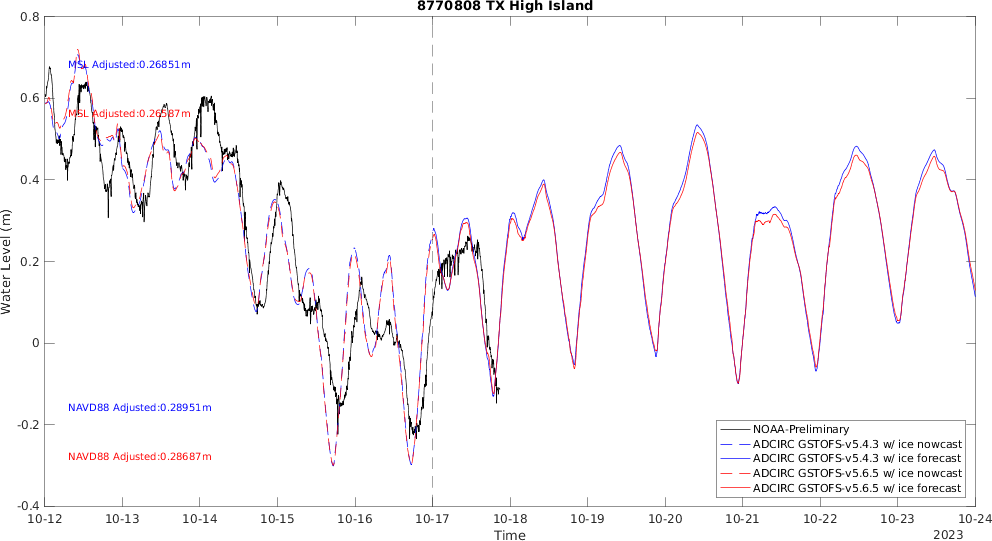 8770808 TX High Island
0.8
0.6
0.4
0.2
0
-0.2
-0.4
Water Level (m)
MSL Adjusted:0.26851m
MSL Adjusted:0.26587m
NAVD88 Adjusted:0.28951m
NAVD88 Adjusted:0.28687m
NOAA-Preliminary
ADCIRC GSTOFS-v5.4.3 w/ ice nowcast
ADCIRC GSTOFS-v5.4.3 w/ ice forecast
ADCIRC GSTOFS-v5.6.5 w/ ice nowcast
ADCIRC GSTOFS-v5.6.5 w/ ice forecast
10-12 10-13 10-14 10-15 10-16 10-17 10-18 10-19 10-20 10-21 10-22 10-23 10-24
Time
2023